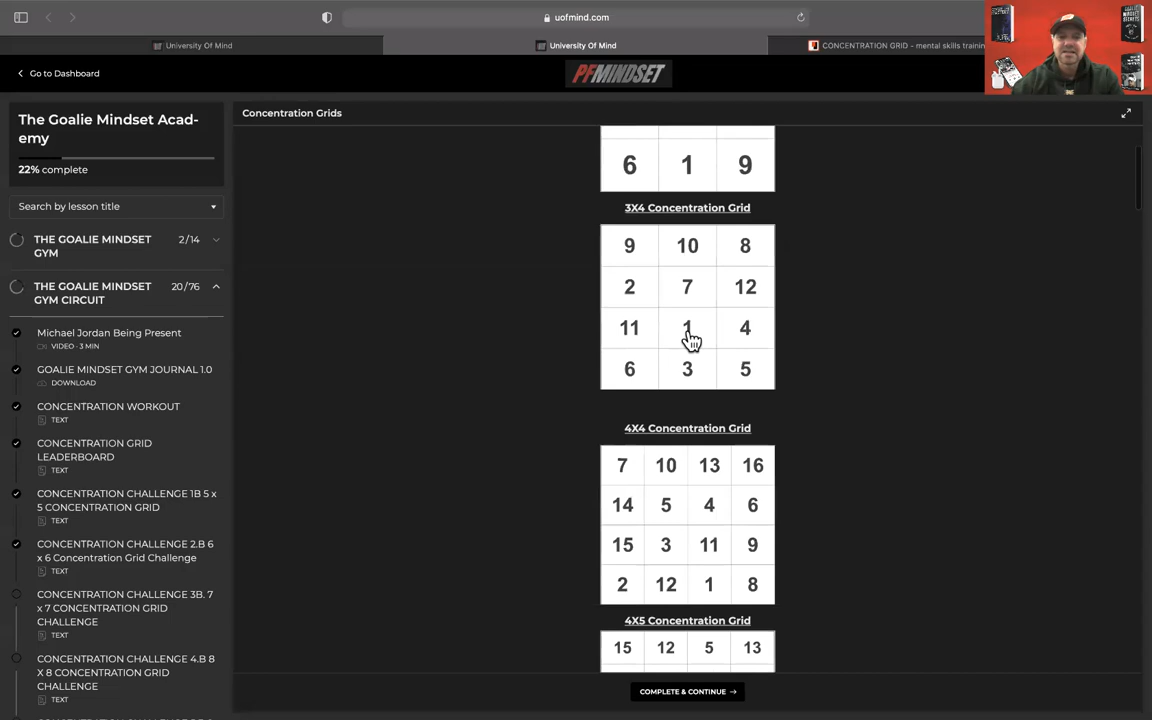 uofmind.com
University Of Mind
University Of Mind
CONCENTRATION GRID - mental skills trainin
Go to Dashboard
PFMINDSET
The Goalie Mindset Acad-
emy
22% complete
Search by lesson title
THE GOALIE MINDSET
GYM
2/14
THE GOALIE MINDSET
GYM CIRCUIT
20/76
Michael Jordan Being Present
VIDEO · 3 MIN
GOALIE MINDSET GYM JOURNAL 1.0
DOWNLOAD
CONCENTRATION WORKOUT
TEXT
CONCENTRATION GRID
LEADERBOARD
TEXT
CONCENTRATION CHALLENGE 1B 5 x
5 CONCENTRATION GRID
TEXT
CONCENTRATION CHALLENGE 2.B 6
x 6 Concentration Grid Challenge
TEXT
CONCENTRATION CHALLENGE 3B. 7
x 7 CONCENTRATION GRID
CHALLENGE
TEXT
CONCENTRATION CHALLENGE 4.B 8
X 8 CONCENTRATION GRID
CHALLENGE
TEXT
Concentration Grids
6 1 9
3X4 Concentration Grid
9 10 8
2 7 12
11 1 4
6 3 5
4X4 Concentration Grid
7 10 13 16
14 5 4 6
15 3 11 9
2 12 1 8
4X5 Concentration Grid
15 12 5 13
COMPLETE & CONTINUE →